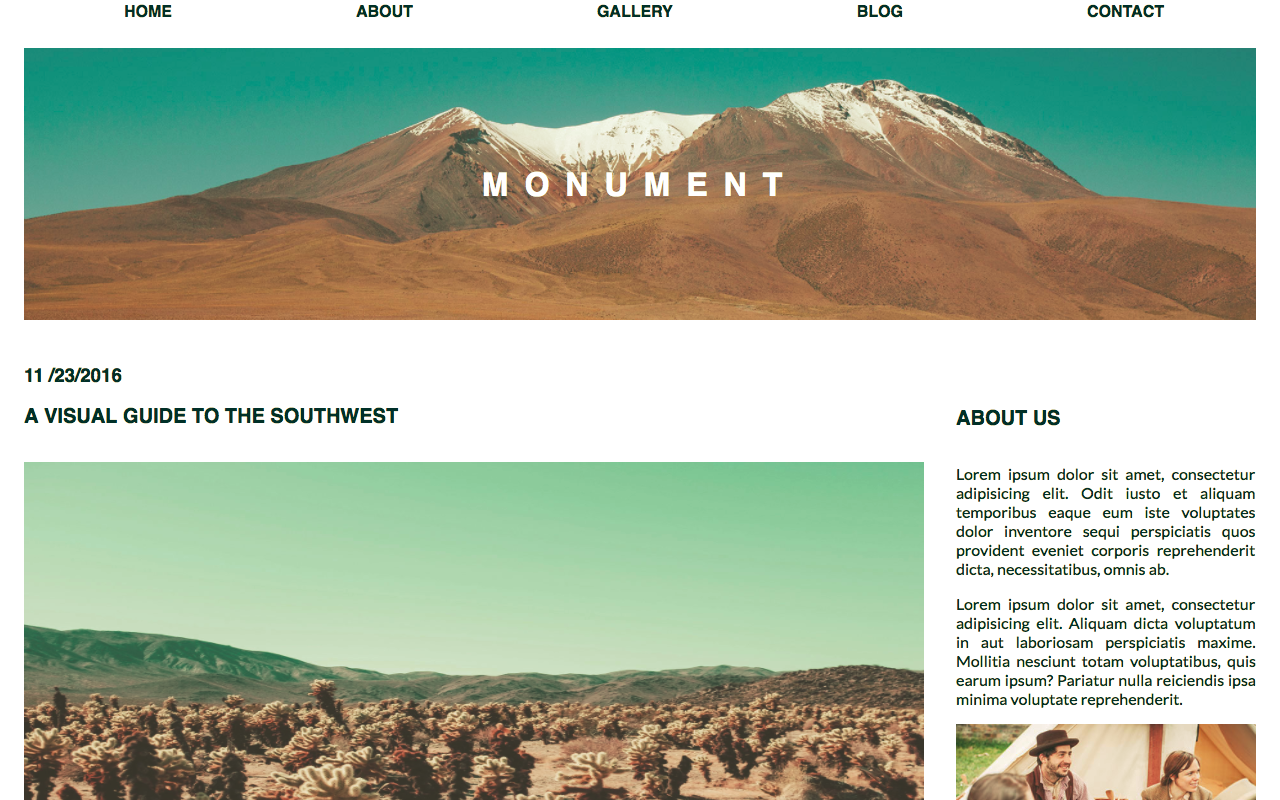 HOME ABOUT GALLERY BLOG CONTACT
MONUMENT
11 /23/2016
A VISUAL GUIDE TO THE SOUTHWEST
ABOUT US
Lorem ipsum dolor sit amet, consectetur
adipisicing elit. Odit iusto et aliquam
temporibus eaque eum iste voluptates
dolor inventore sequi perspiciatis quos
provident eveniet corporis reprehenderit
dicta, necessitatibus, omnis ab.
Lorem ipsum dolor sit amet, consectetur
adipisicing elit. Aliquam dicta voluptatum
in aut laboriosam perspiciatis maxime.
Mollitia nesciunt totam voluptatibus, quis
earum ipsum? Pariatur nulla reiciendis ipsa
minima voluptate reprehenderit.